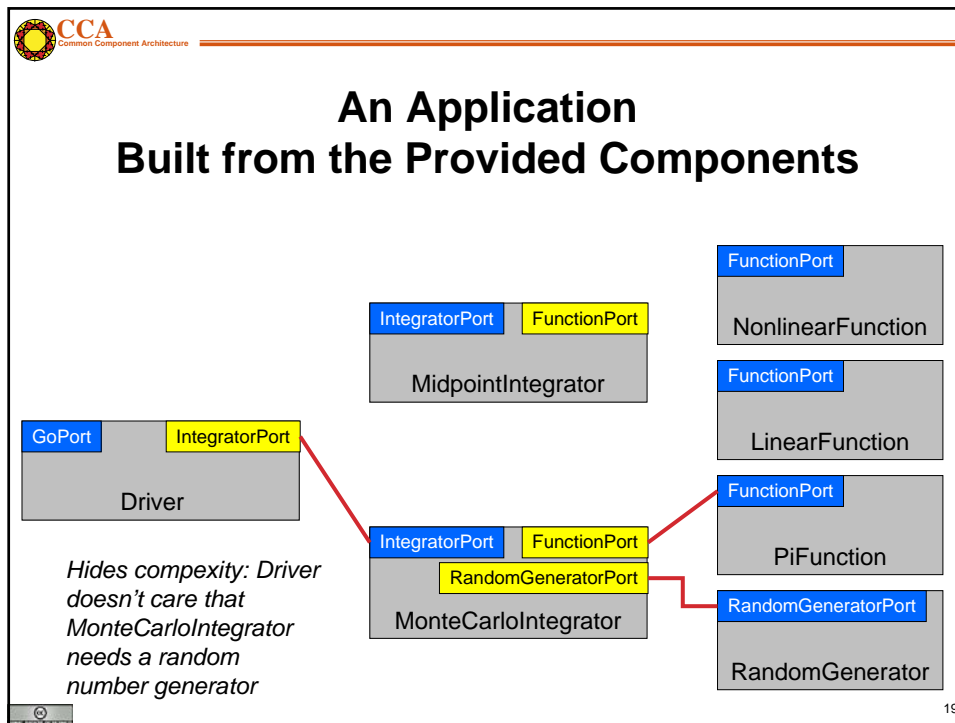 CCA
Common Component Architecture
An Application
Built from the Provided Components
FunctionPort
NonlinearFunction
IntegratorPort FunctionPort
MidpointIntegrator
FunctionPort
LinearFunction
GoPort IntegratorPort
Driver
FunctionPort
PiFunction
IntegratorPort FunctionPort
RandomGeneratorPort
MonteCarloIntegrator
RandomGeneratorPort
RandomGenerator
Hides compexity: Driver
doesn't care that
MonteCarloIntegrator
needs a random
number generator
cc
19